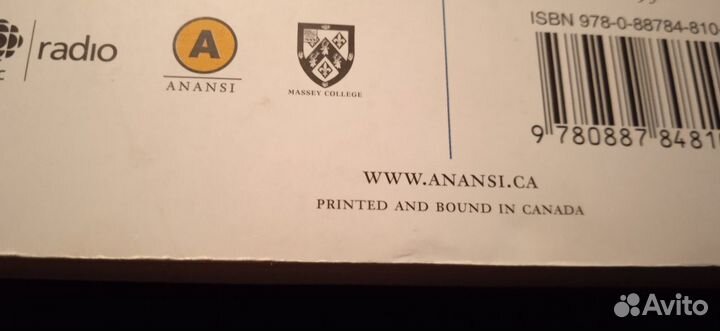 ISBN 978-0-88784-810-
radio
C
A
ANANSI
MASSEY COLLEGE
9 780887 8481
WWW.ANANSI.CA
PRINTED AND BOUND IN CANADA
Avito